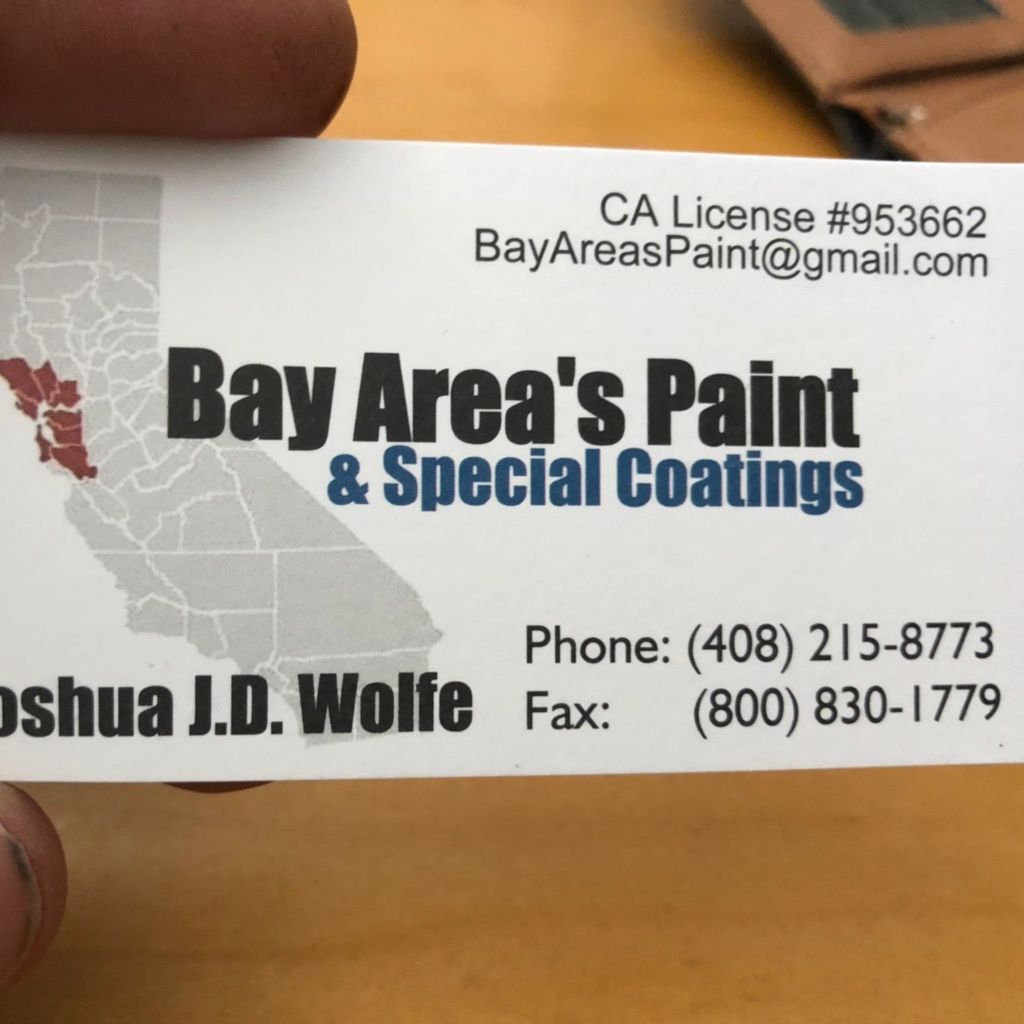 CA License #953662
BayAreasPaint@gmail.com
Bay Area's Paint
& Special Coatings
oshua J.D. Wolfe
Phone: (408) 215-8773
Fax: (800) 830-1779